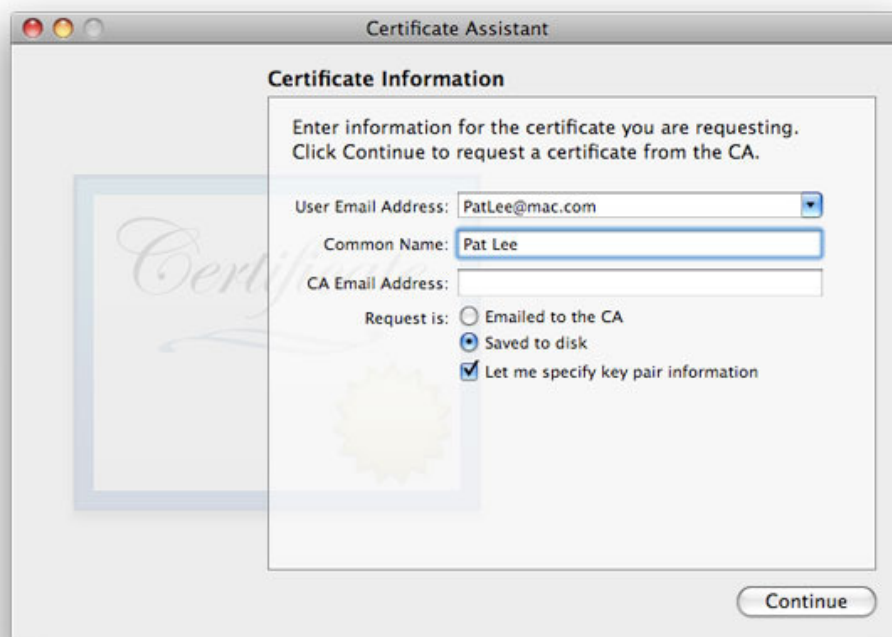 Certificate Assistant
Certificate Information
Enter information for the certificate you are requesting.
Click Continue to request a certificate from the CA.
User Email Address: PatLee@mac.com
Common Name: Pat Lee
CA Email Address:
Request is: Emailed to the CA
Saved to disk
Let me specify key pair information
Certificate
Continue